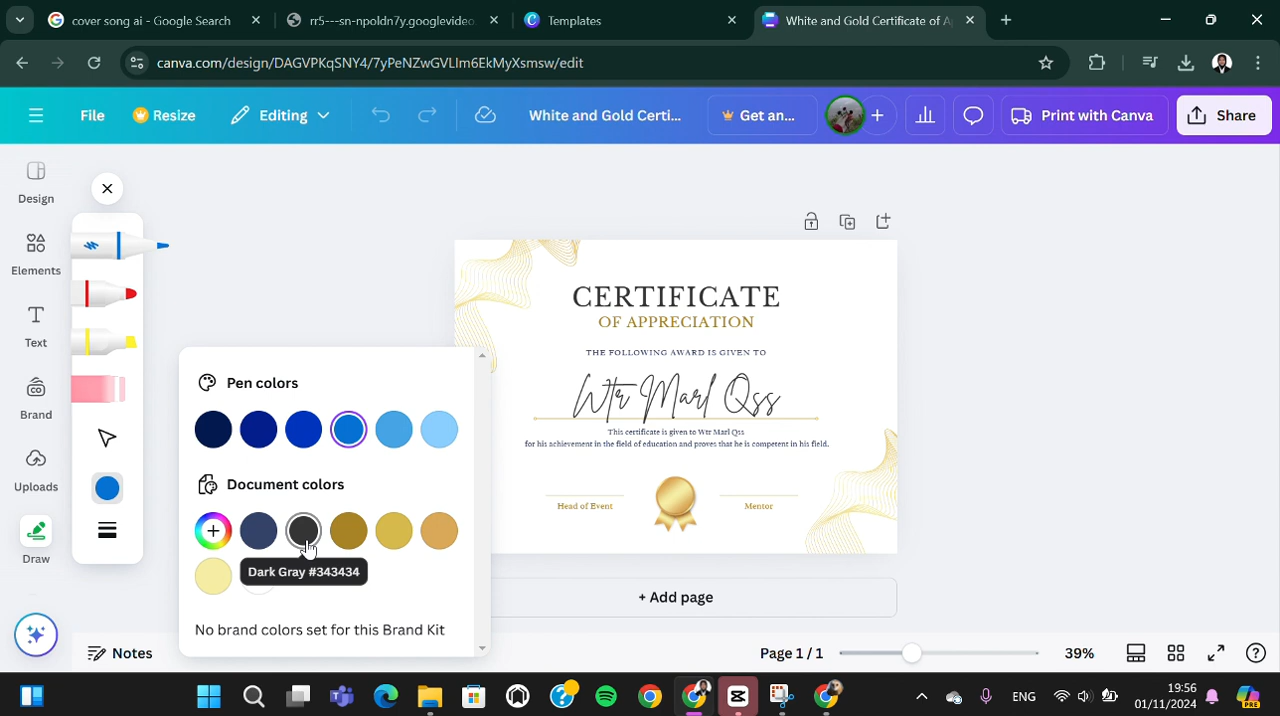 cover song ai - Google Search
rr5---sn-npoldn7y.googlevideo.
Templates
White and Gold Certificate of A
canva.com/design/DAGVPKqSNY4/7yPeNZwGVLIm6EkMyXsmsw/edit
File
Resize
Editing
White and Gold Certi...
Get an...
Print with Canva
Share
Design
Elements
Text
Brand
Uploads
Draw
Pen colors
Document colors
Dark Gray #343434
No brand colors set for this Brand Kit
CERTIFICATE
OF APPRECIATION
THE FOLLOWING AWARD IS GIVEN TO
Wtr Marl Qss
This certificate is given to Wtr Marl Qss
for his achievement in the field of education and proves that he is competent in his field.
Head of Event
Mentor
+ Add page
Notes
Page 1 / 1
39%
ENG
19:56
01/11/2024
PRE